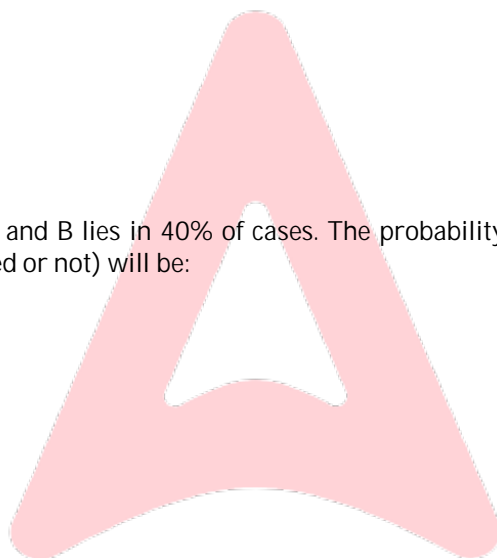 and B lies in 40% of cases. The probability
ed or not) will be: